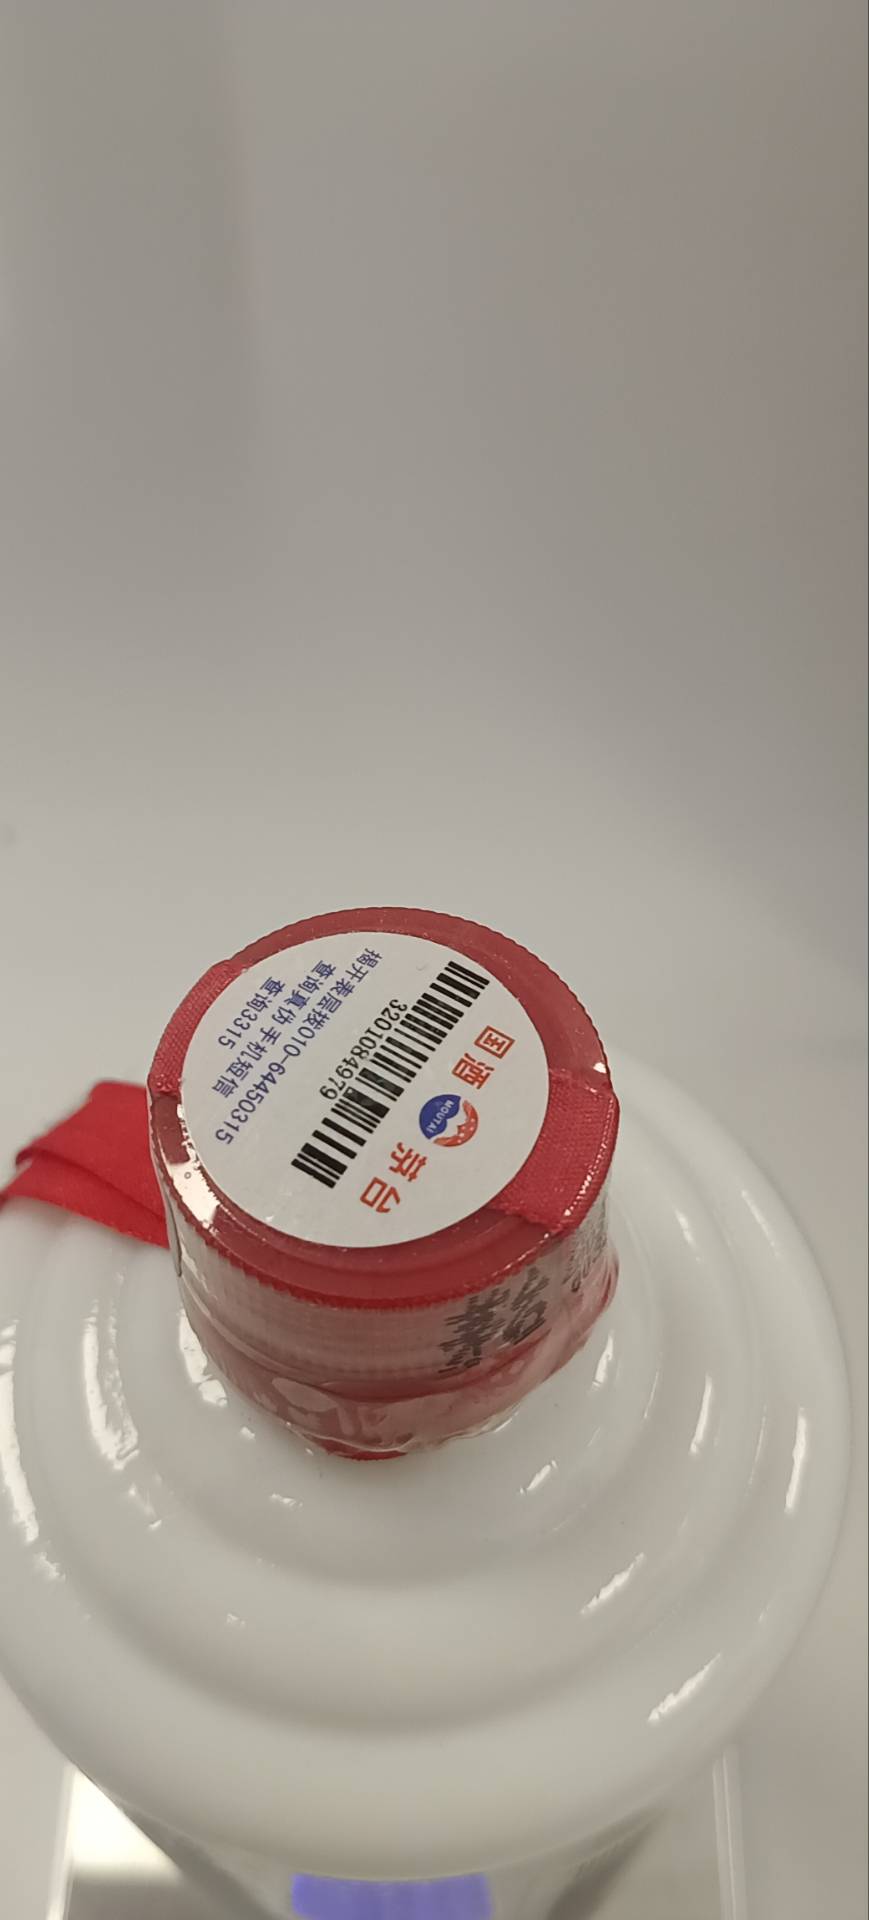 国酒 茅台
MOUTAI
3201084979
揭开表层拨010-64450315
查询真伪 手机短信
查询3315